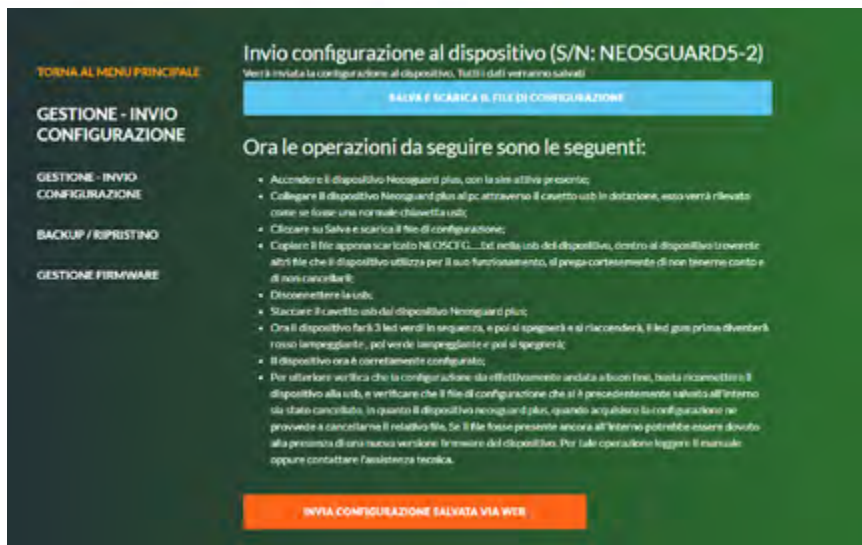 TORNA AL MENU PRINCIPALE
GESTIONE - INVIO
CONFIGURAZIONE
GESTIONE - INVIO
CONFIGURAZIONE
BACKUP / RIPRISTINO
GESTIONE FIRMWARE
Invio configurazione al dispositivo (S/N: NEOSGUARD5-2)
Verrà inviata la configurazione al dispositivo. Tutti i dati verranno salvati
SALVA E SCARICA IL FILE DI CONFIGURAZIONE
Ora le operazioni da seguire sono le seguenti:
• Accendere il dispositivo Neosguard plus, con la sim attiva presente;
• Collegare il dispositivo Neosguard plus al pc attraverso il cavetto usb in dotazione, esso verrà rilevato
come se fosse una normale chiavetta usb;
• Cliccare su Salva e scarica il file di configurazione;
• Copiare il file appena scaricato NEOSCFG....txt nella usb del dispositivo, dentro al dispositivo troverete
altri file che il dispositivo utilizza per il suo funzionamento, si prega cortesemente di non tenerne conto e
di non cancellarli;
• Disconnettere la usb;
• Staccare il cavetto usb dal dispositivo Neosguard plus;
• Ora il dispositivo farà 3 led verdi in sequenza, e poi si spegnerà e si riaccenderà, il led gsm prima diventerà
rosso lampeggiante , poi verde lampeggiante e poi si spegnerà;
• Il dispositivo ora è correttamente configurato;
• Per ulteriore verifica che la configurazione sia effettivamente andata a buon fine, basta riconnettere il
dispositivo alla usb, e verificare che il file di configurazione che si è precedentemente salvato all'interno
sia stato cancellato, in quanto il dispositivo neosguard plus, quando acquisisce la configurazione ne
provvede a cancellarne il relativo file. Se il file fosse presente ancora all'interno potrebbe essere dovuto
alla presenza di una nuova versione firmware del dispositivo. Per tale operazione leggere il manuale
oppure contattare l'assistenza tecnica.
INVIA CONFIGURAZIONE SALVATA VIA WEB